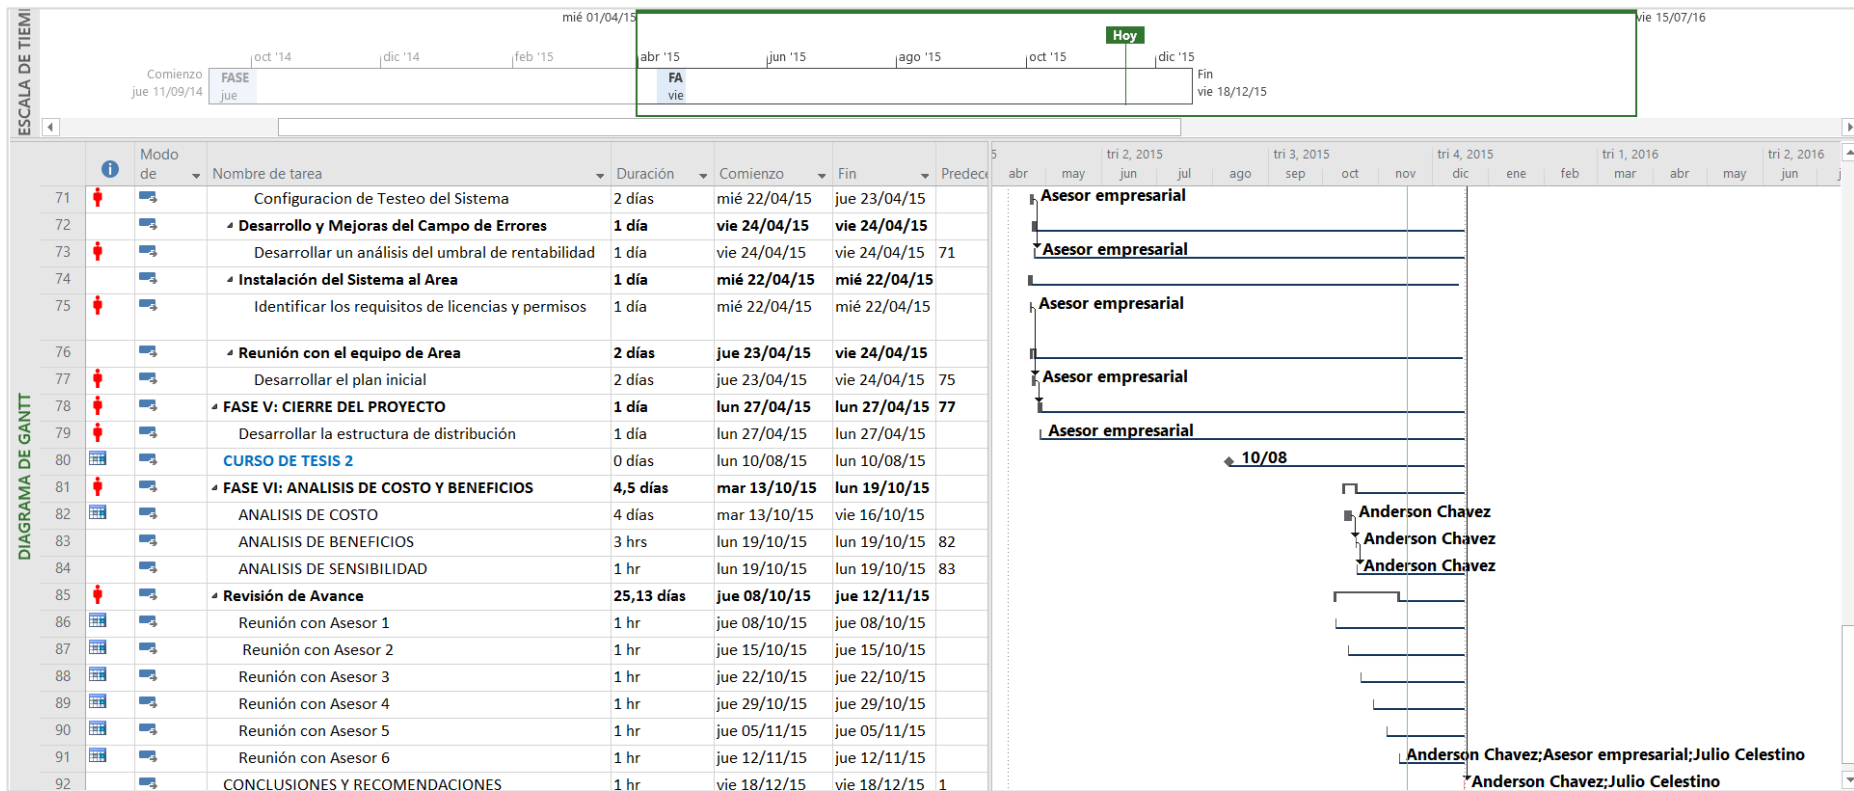 ESCALA DE TIEM
mié 01/04/15
vie 15/07/16
Hoy
oct '14 dic '14 feb '15 abr '15 jun '15 ago '15 oct '15 dic '15
Comienzo FASE FA Fin
jue 11/09/14 jue vie vie 18/12/15
DIAGRAMA DE GANTT
Modo de Nombre de tarea Duración Comienzo Fin Predece
5 tri 2, 2015 tri 3, 2015 tri 4, 2015 tri 1, 2016 tri 2, 2016
abr may jun jul ago sep oct nov dic ene feb mar abr may jun j
71 Configuracion de Testeo del Sistema 2 días mié 22/04/15 jue 23/04/15 Asesor empresarial
72 Desarrollo y Mejoras del Campo de Errores 1 día vie 24/04/15 vie 24/04/15
73 Desarrollar un análisis del umbral de rentabilidad 1 día vie 24/04/15 vie 24/04/15 71 Asesor empresarial
74 Instalación del Sistema al Area 1 día mié 22/04/15 mié 22/04/15
75 Identificar los requisitos de licencias y permisos 1 día mié 22/04/15 mié 22/04/15 Asesor empresarial
76 Reunión con el equipo de Area 2 días jue 23/04/15 vie 24/04/15
77 Desarrollar el plan inicial 2 días jue 23/04/15 vie 24/04/15 75 Asesor empresarial
78 FASE V: CIERRE DEL PROYECTO 1 día lun 27/04/15 lun 27/04/15 77
79 Desarrollar la estructura de distribución 1 día lun 27/04/15 lun 27/04/15 Asesor empresarial
80 CURSO DE TESIS 2 0 días lun 10/08/15 lun 10/08/15 10/08
81 FASE VI: ANALISIS DE COSTO Y BENEFICIOS 4,5 días mar 13/10/15 lun 19/10/15
82 ANALISIS DE COSTO 4 días mar 13/10/15 vie 16/10/15 Anderson Chavez
83 ANALISIS DE BENEFICIOS 3 hrs lun 19/10/15 lun 19/10/15 82 Anderson Chavez
84 ANALISIS DE SENSIBILIDAD 1 hr lun 19/10/15 lun 19/10/15 83 Anderson Chavez
85 Revisión de Avance 25,13 días jue 08/10/15 jue 12/11/15
86 Reunión con Asesor 1 1 hr jue 08/10/15 jue 08/10/15
87 Reunión con Asesor 2 1 hr jue 15/10/15 jue 15/10/15
88 Reunión con Asesor 3 1 hr jue 22/10/15 jue 22/10/15
89 Reunión con Asesor 4 1 hr jue 29/10/15 jue 29/10/15
90 Reunión con Asesor 5 1 hr jue 05/11/15 jue 05/11/15
91 Reunión con Asesor 6 1 hr jue 12/11/15 jue 12/11/15 Anderson Chavez;Asesor empresarial;Julio Celestino
92 CONCLUSIONES Y RECOMENDACIONES 1 hr vie 18/12/15 vie 18/12/15 1 Anderson Chavez;Julio Celestino